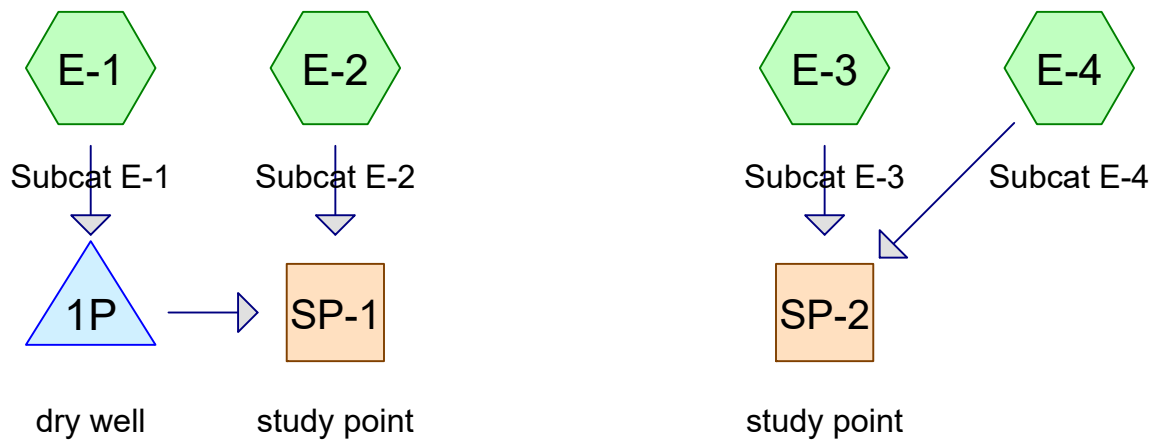 E-1
E-2
E-3
E-4
Subcat E-1
Subcat E-2
Subcat E-3
Subcat E-4
1P
SP-1
SP-2
dry well
study point
study point